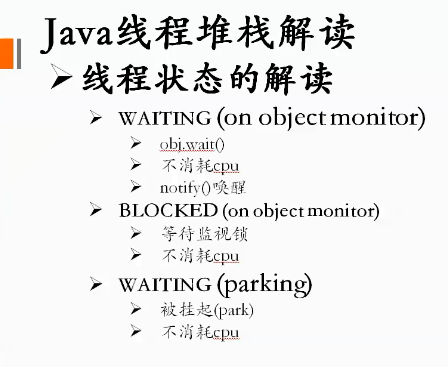 Java线程堆栈解读
线程状态的解读
WAITING (on object monitor)
obj.wait()
不消耗cpu
notify()唤醒
BLOCKED (on object monitor)
等待监视锁
不消耗cpu
WAITING (parking)
被挂起(park)
不消耗cpu